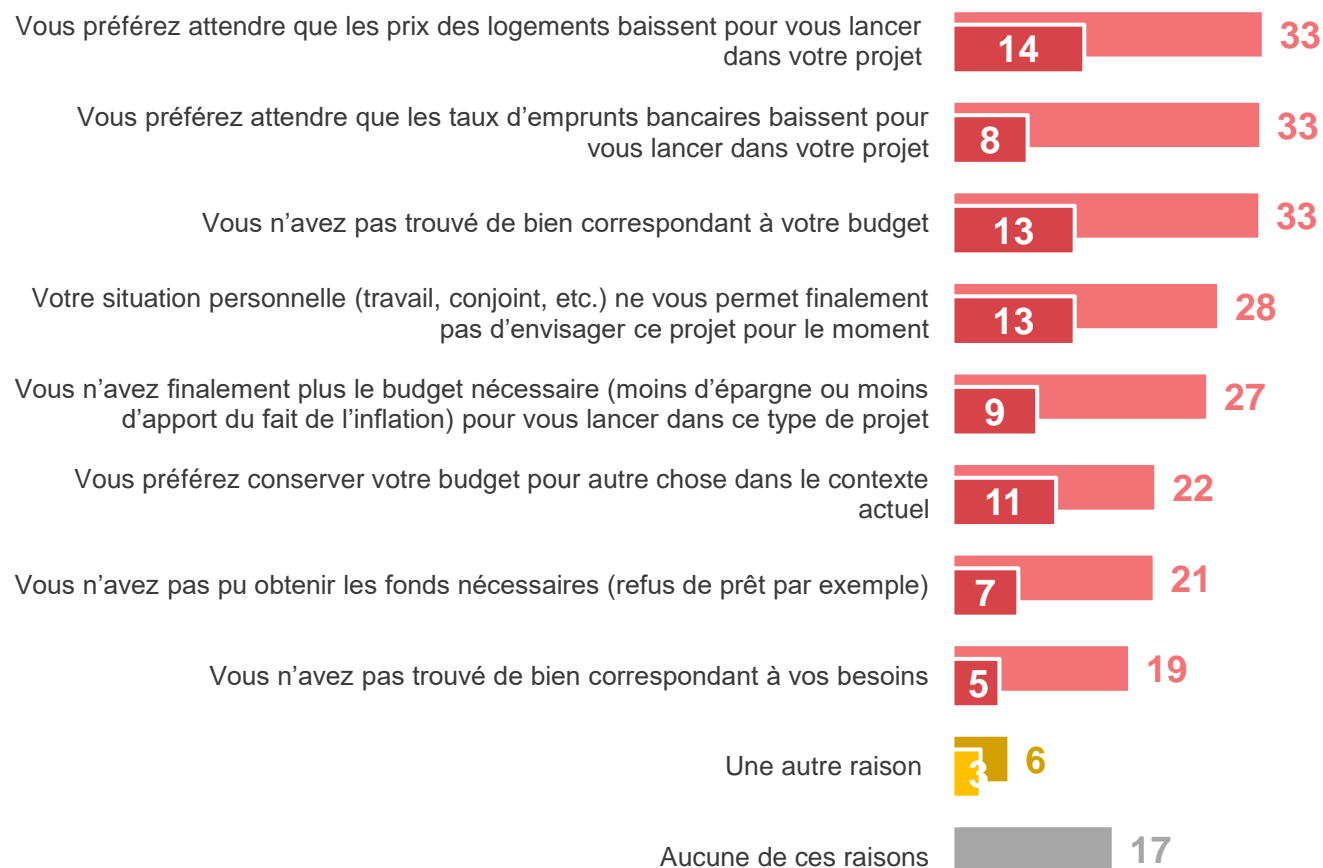 Vous préférez attendre que les prix des logements baissent pour vous lancer
dans votre projet
14
33
Vous préférez attendre que les taux d’emprunts bancaires baissent pour
vous lancer dans votre projet
8
33
Vous n’avez pas trouvé de bien correspondant à votre budget
13
33
Votre situation personnelle (travail, conjoint, etc.) ne vous permet finalement
pas d’envisager ce projet pour le moment
13
28
Vous n’avez finalement plus le budget nécessaire (moins d’épargne ou moins
d’apport du fait de l’inflation) pour vous lancer dans ce type de projet
9
27
Vous préférez conserver votre budget pour autre chose dans le contexte
actuel
11
22
Vous n’avez pas pu obtenir les fonds nécessaires (refus de prêt par exemple)
7
21
Vous n’avez pas trouvé de bien correspondant à vos besoins
5
19
Une autre raison
3
6
Aucune de ces raisons
17